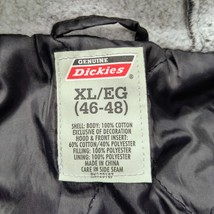 GENUINE
Dickies
XL/EG
(46-48)
SHELL: BODY: 100% COTTON
EXCLUSIVE OF DECORATION
HOOD & FRONT INSERT:
60% COTTON/40% POLYESTER
FILLING: 100% POLYESTER
LINING: 100% POLYESTER
MADE IN CHINA
CARE IN SIDE SEAM